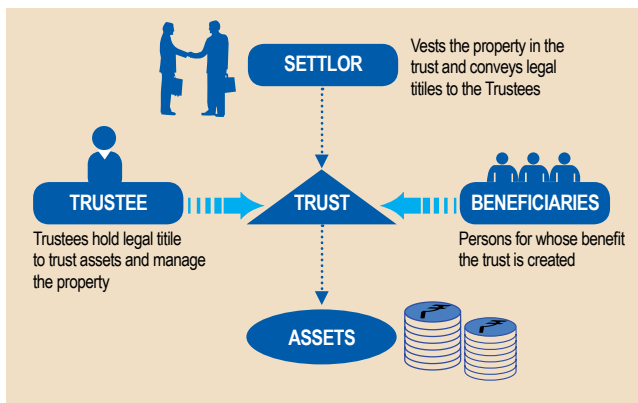 SETTLOR
Vests the property in the
trust and conveys legal
titiles to the Trustees
TRUSTEE
Trustees hold legal titile
to trust assets and manage
the property
TRUST
BENEFICIARIES
Persons for whose benefit
the trust is created
ASSETS